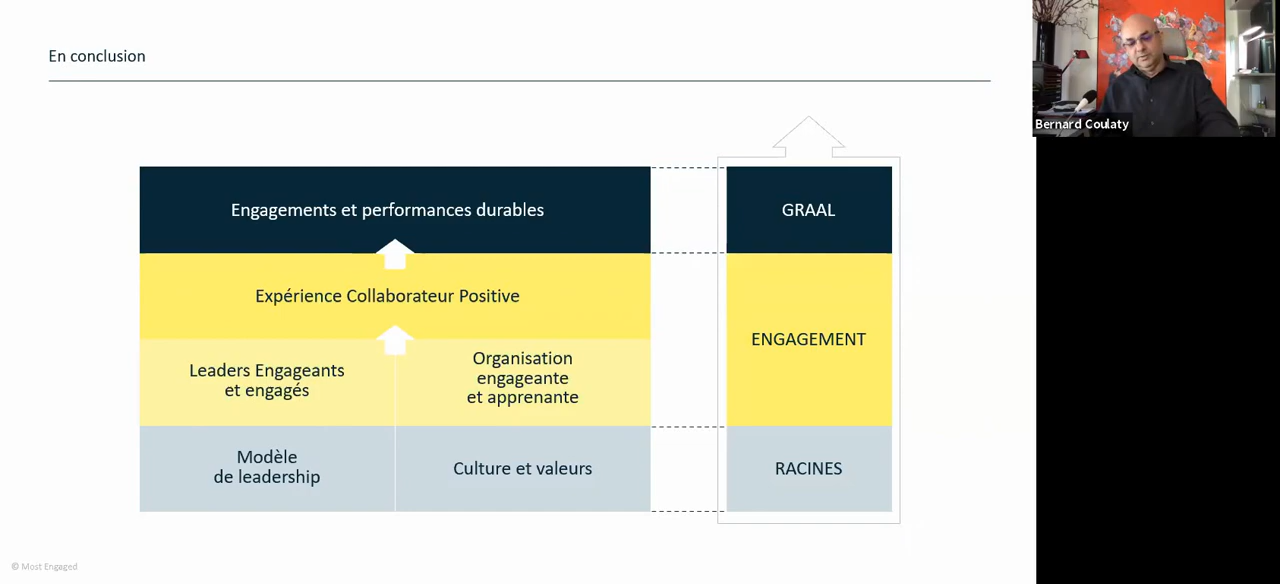 En conclusion
Bernard Coulaty
Engagements et performances durables
GRAAL
Expérience Collaborateur Positive
ENGAGEMENT
Leaders Engageants
et engagés
Organisation
engageante
et apprenante
Modèle
de leadership
Culture et valeurs
RACINES
© Most Engaged